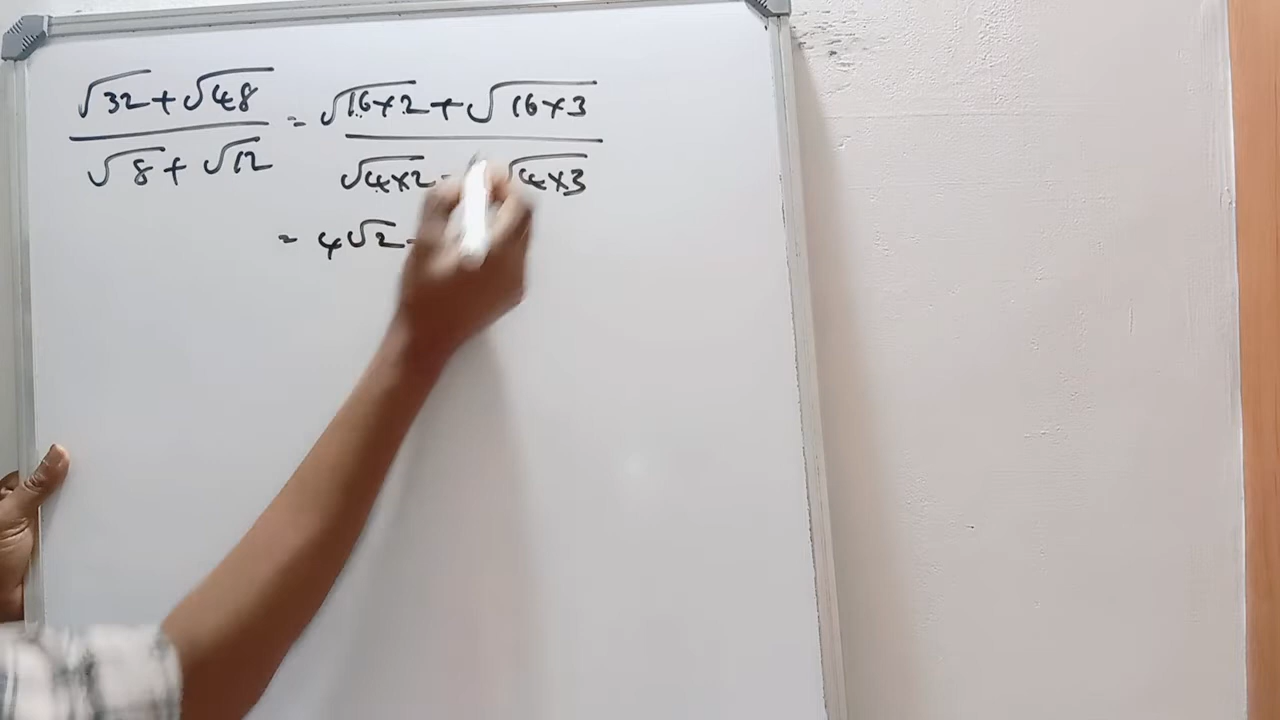 √32 + √48 = √16×2 + √16×3
√8 + √12 √4×2 √4×3
= 4√2